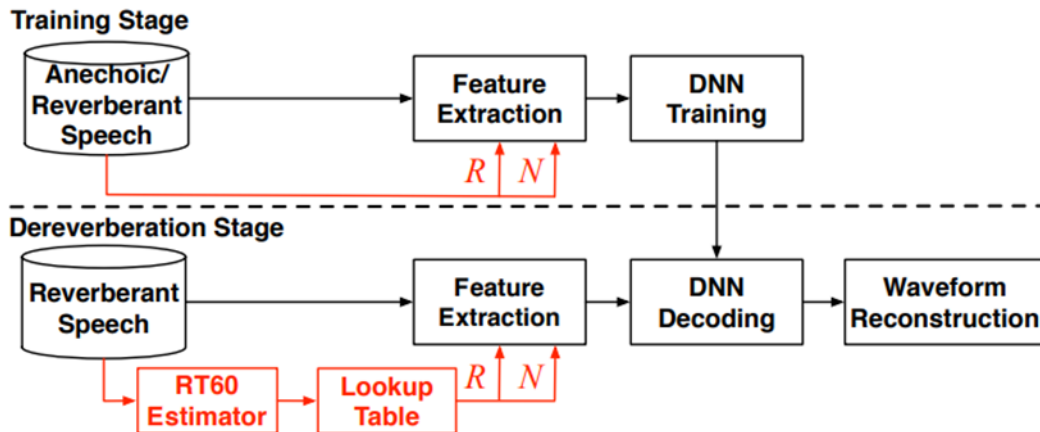 Training Stage
Anechoic/
Reverberant
Speech
Feature
Extraction
DNN
Training
R N
Dereverberation Stage
Reverberant
Speech
Feature
Extraction
DNN
Decoding
Waveform
Reconstruction
RT60
Estimator
Lookup
Table
R N